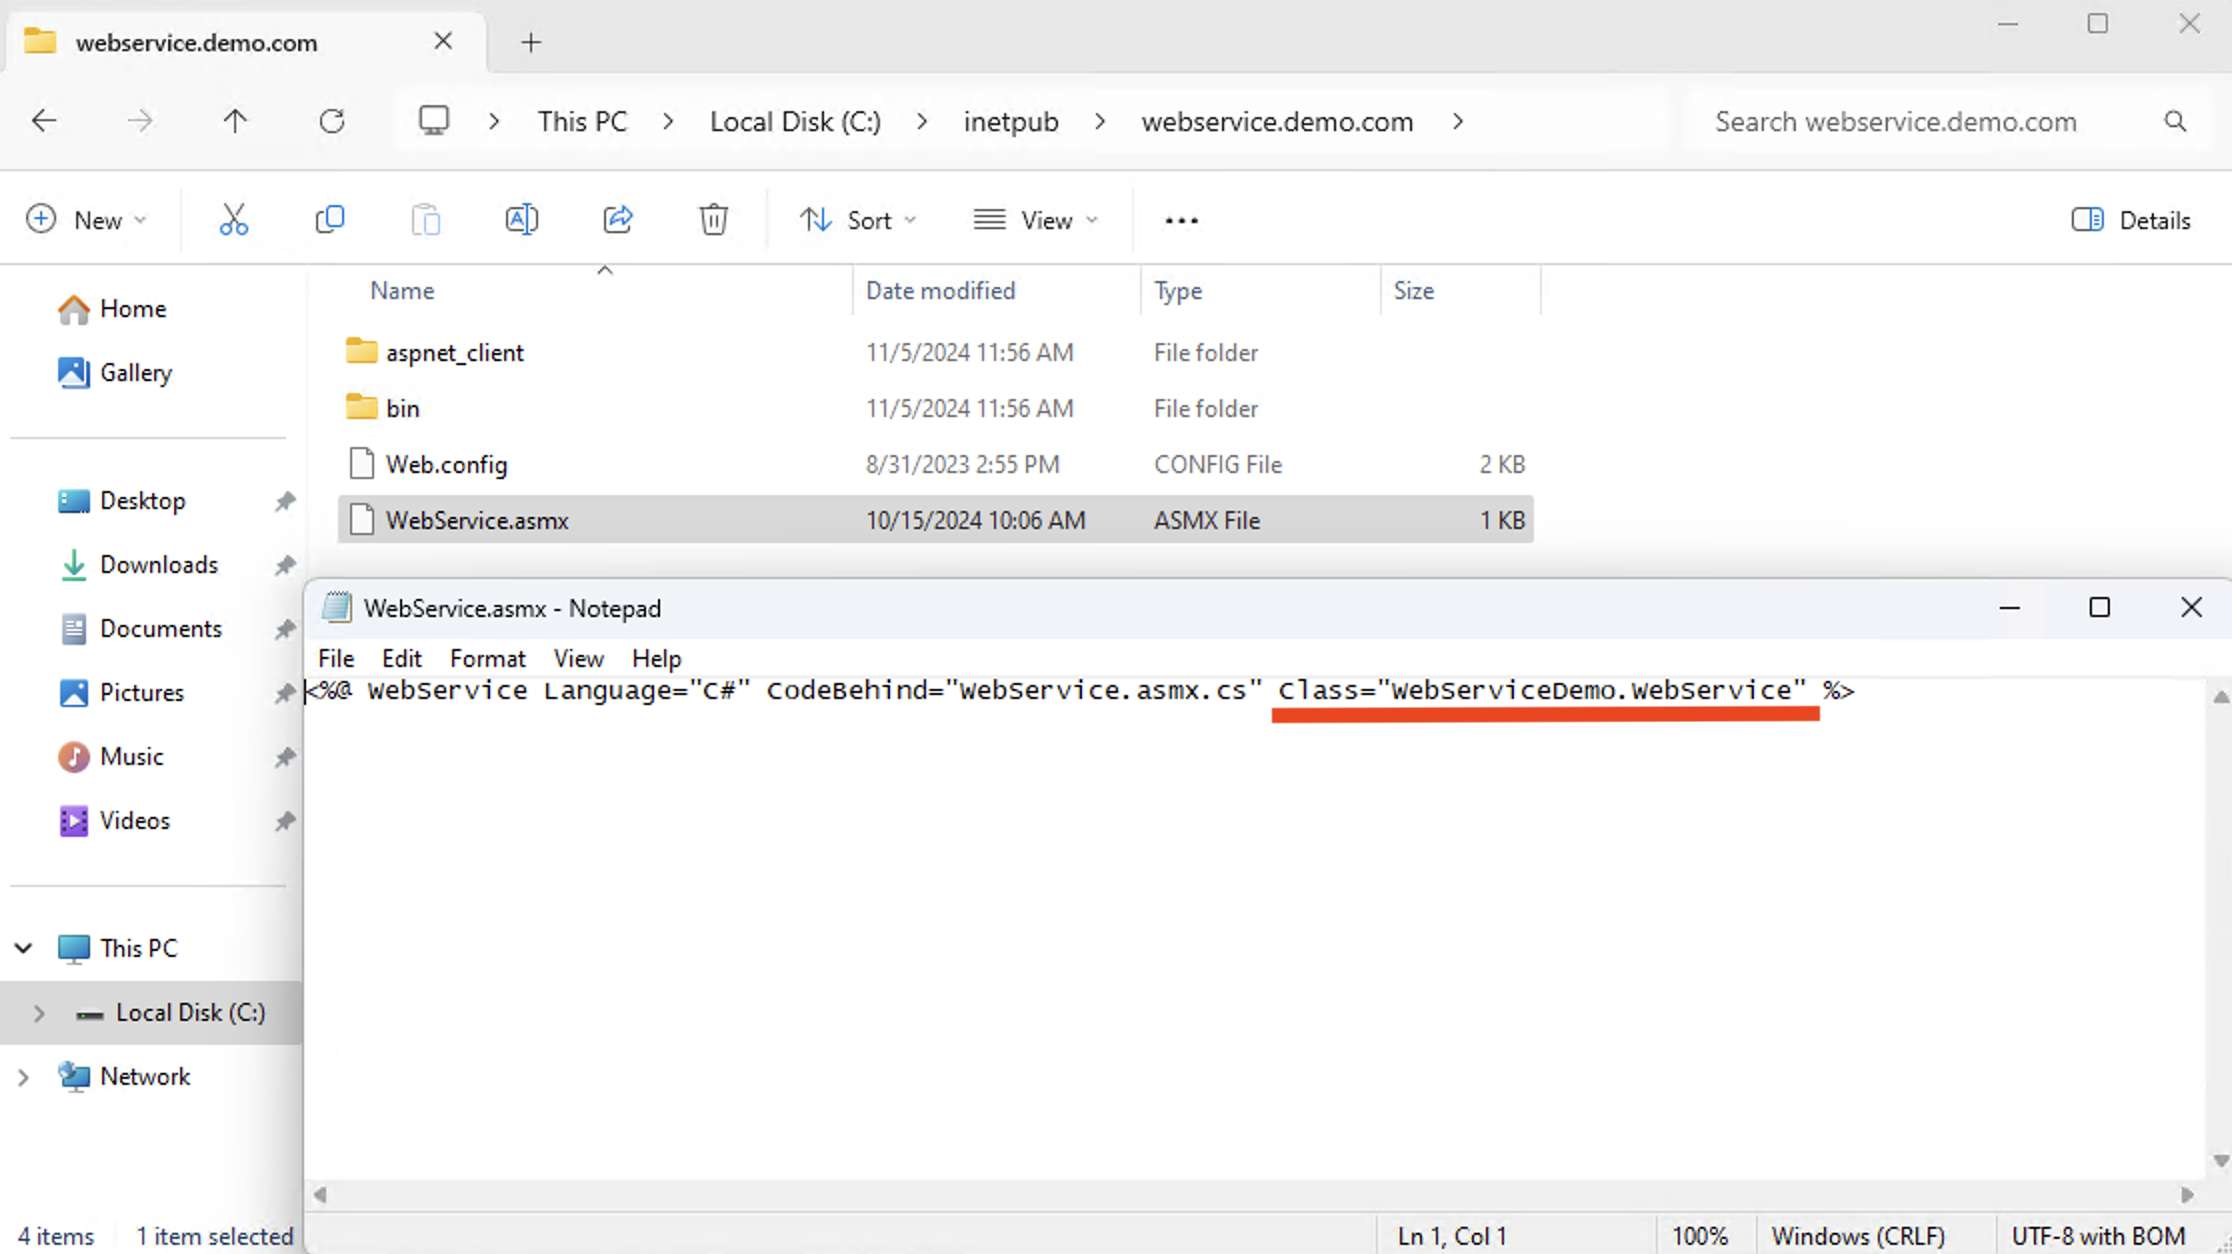 webservice.demo.com
This PC > Local Disk (C:) > inetpub > webservice.demo.com >
Search webservice.demo.com
New
Sort
View
Details
Name Date modified Type Size
aspnet_client 11/5/2024 11:56 AM File folder
bin 11/5/2024 11:56 AM File folder
Web.config 8/31/2023 2:55 PM CONFIG File 2 KB
WebService.asmx 10/15/2024 10:06 AM ASMX File 1 KB
Home
Gallery
Desktop
Downloads
Documents
Pictures
Music
Videos
This PC
Local Disk (C:)
Network
4 items 1 item selected
WebService.asmx - Notepad
File Edit Format View Help
<%@ WebService Language="C#" CodeBehind="WebService.asmx.cs" Class="WebServiceDemo.WebService" %>
Ln 1, Col 1 100% Windows (CRLF) UTF-8 with BOM